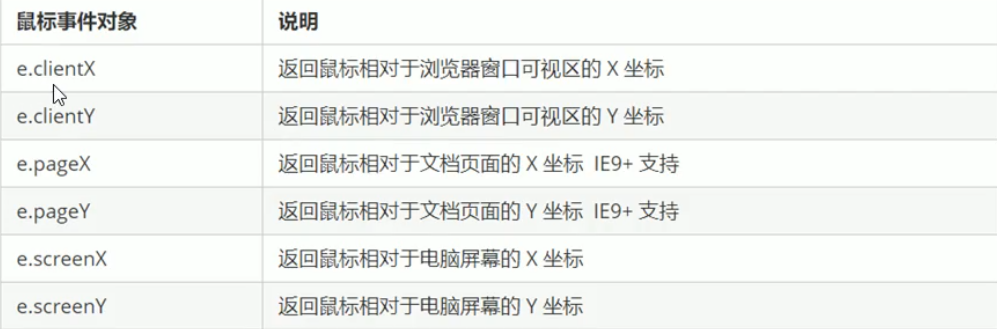 鼠标事件对象 说明
e.clientX 返回鼠标相对于浏览器窗口可视区的 X 坐标
e.clientY 返回鼠标相对于浏览器窗口可视区的 Y 坐标
e.pageX 返回鼠标相对于文档页面的 X 坐标 IE9+ 支持
e.pageY 返回鼠标相对于文档页面的 Y 坐标 IE9+ 支持
e.screenX 返回鼠标相对于电脑屏幕的 X 坐标
e.screenY 返回鼠标相对于电脑屏幕的 Y 坐标